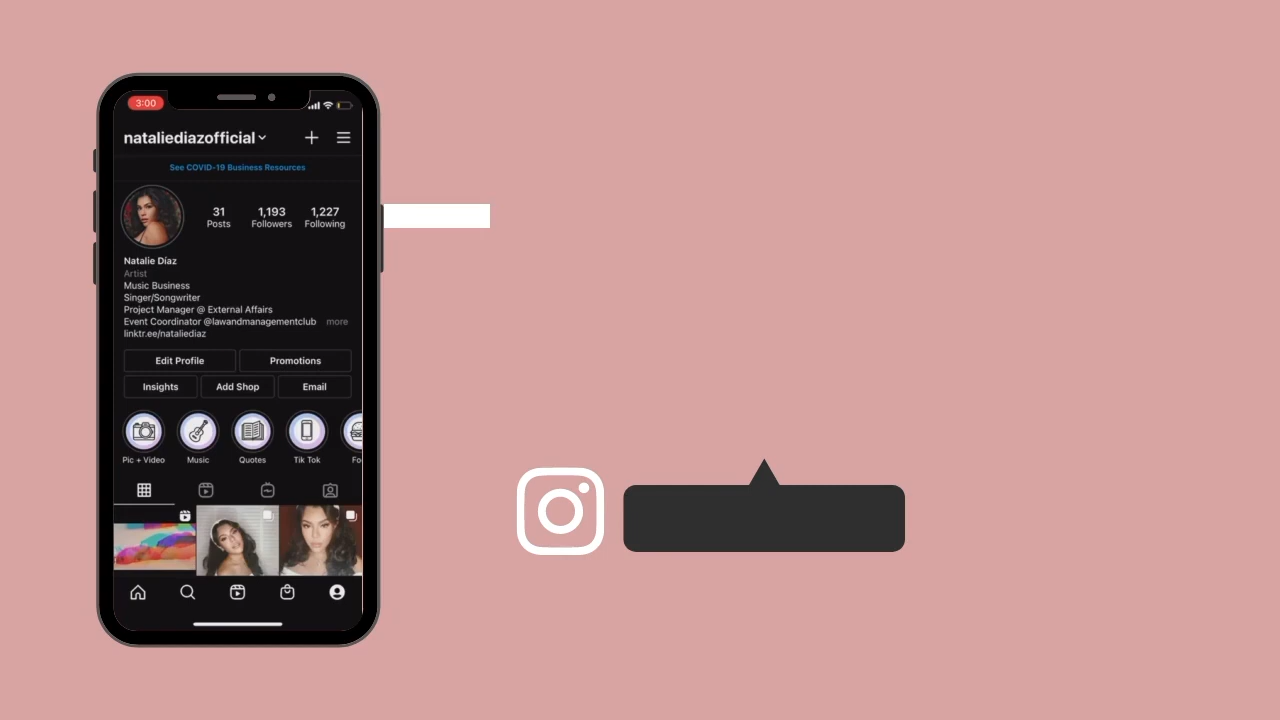 3:00
nataliediazofficial
See COVID-19 Business Resources
31 1,193 1,227
Posts Followers Following
Natalie Díaz
Artist
Music Business
Singer/Songwriter
Project Manager @ External Affairs
Event Coordinator @lawandmanagementclub more
linktr.ee/nataliediaz
Edit Profile Promotions
Insights Add Shop Email
Pic + Video Music Quotes Tik Tok Fo